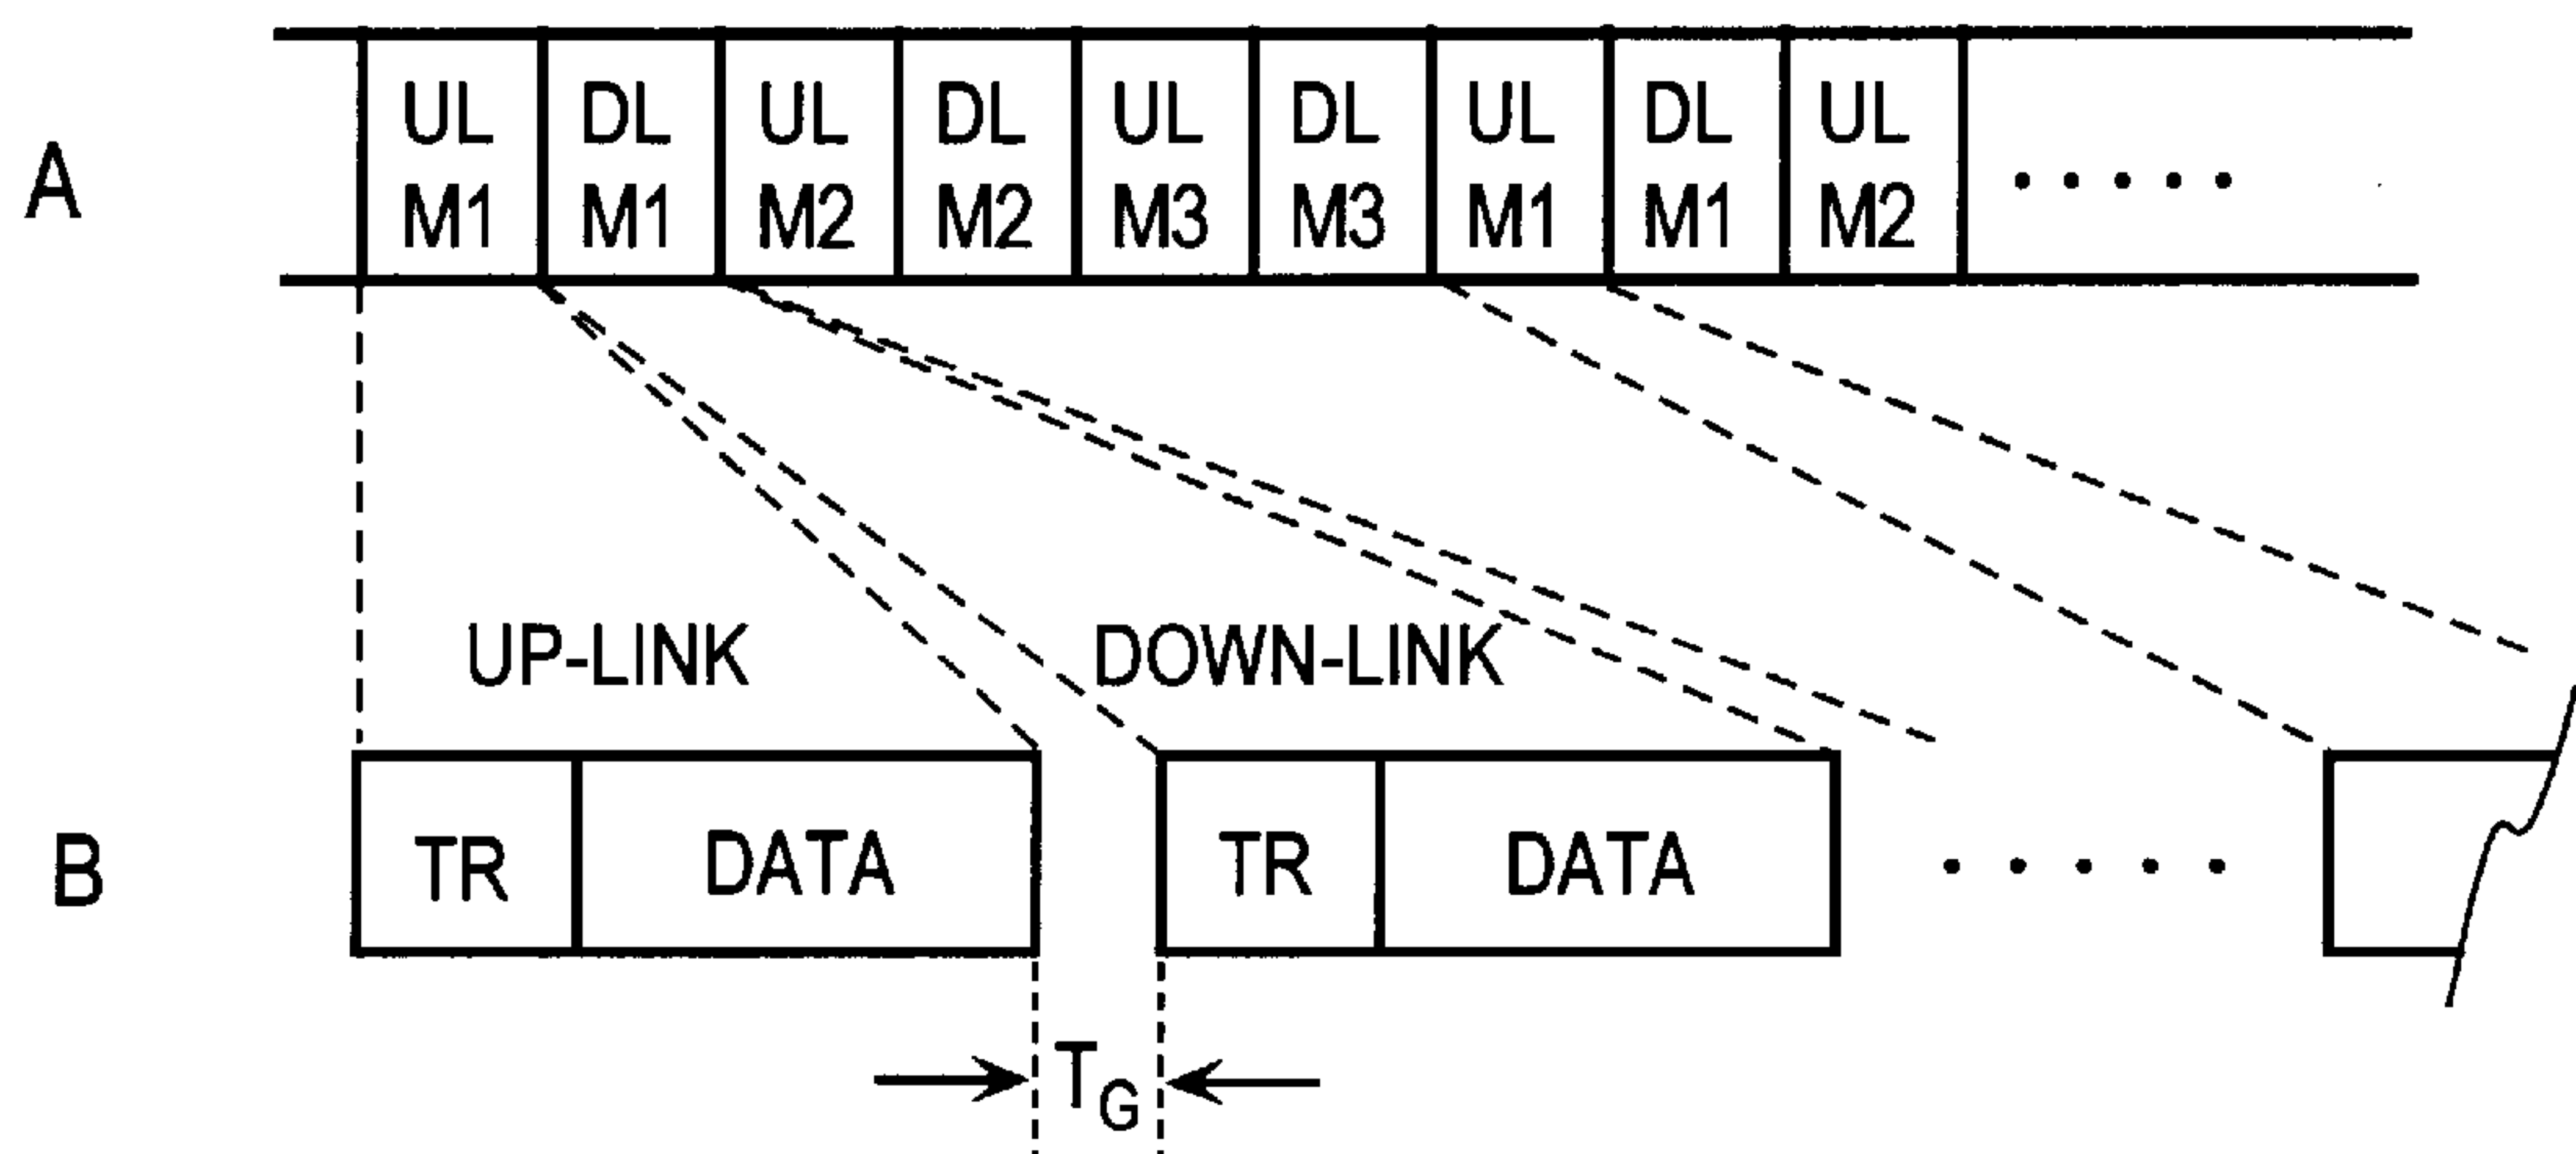 A
UL M1
DL M1
UL M2
DL M2
UL M3
DL M3
UL M1
DL M1
UL M2
UP-LINK
DOWN-LINK
B
TR
DATA
TR
DATA
TG